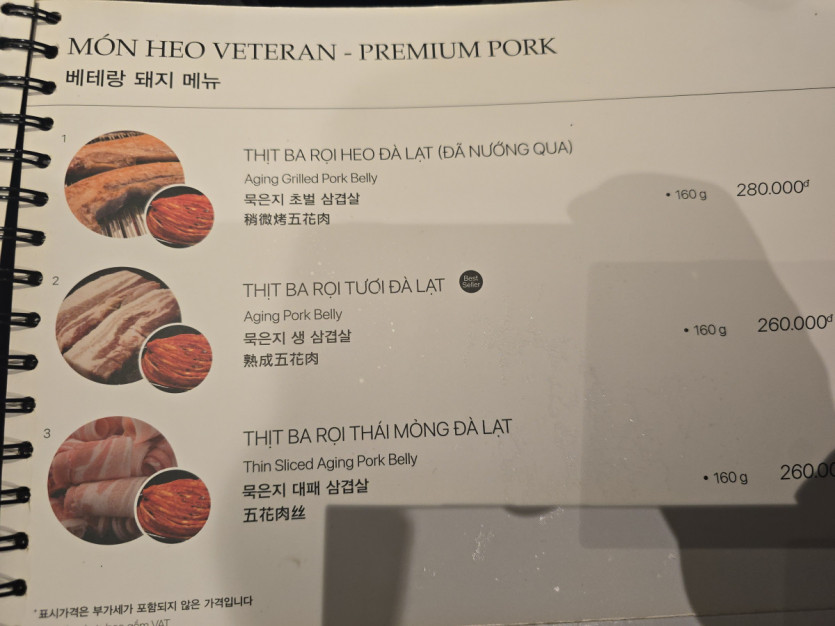 MÓN HEO VETERAN - PREMIUM PORK
베테랑 돼지 메뉴
1
THỊT BA RỌI HEO ĐÀ LẠT (ĐÃ NƯỚNG QUA)
Aging Grilled Pork Belly
묵은지 초벌 삼겹살
稍微烤五花肉
• 160 g 280.000đ
2
THỊT BA RỌI TƯƠI ĐÀ LẠT
Best
Seller
Aging Pork Belly
묵은지 생 삼겹살
熟成五花肉
• 160 g 260.000đ
3
THỊT BA RỌI THÁI MỎNG ĐÀ LẠT
Thin Sliced Aging Pork Belly
묵은지 대패 삼겹살
五花肉丝
• 160 g 260.00
*표시가격은 부가세가 포함되지 않은 가격입니다
gồm VAT